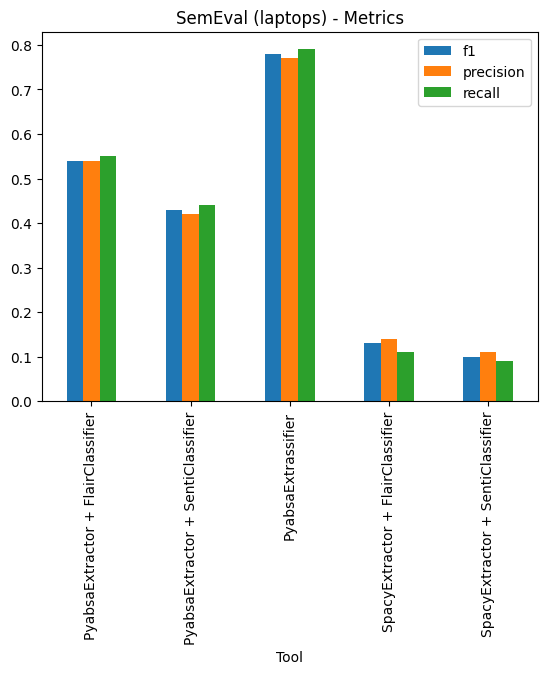 SemEval (laptops) - Metrics
f1
precision
recall
0.8
0.7
0.6
0.5
0.4
0.3
0.2
0.1
0.0
PyabsaExtractor + FlairClassifier
PyabsaExtractor + SentiClassifier
PyabsaExtrassifier
SpacyExtractor + FlairClassifier
SpacyExtractor + SentiClassifier
Tool